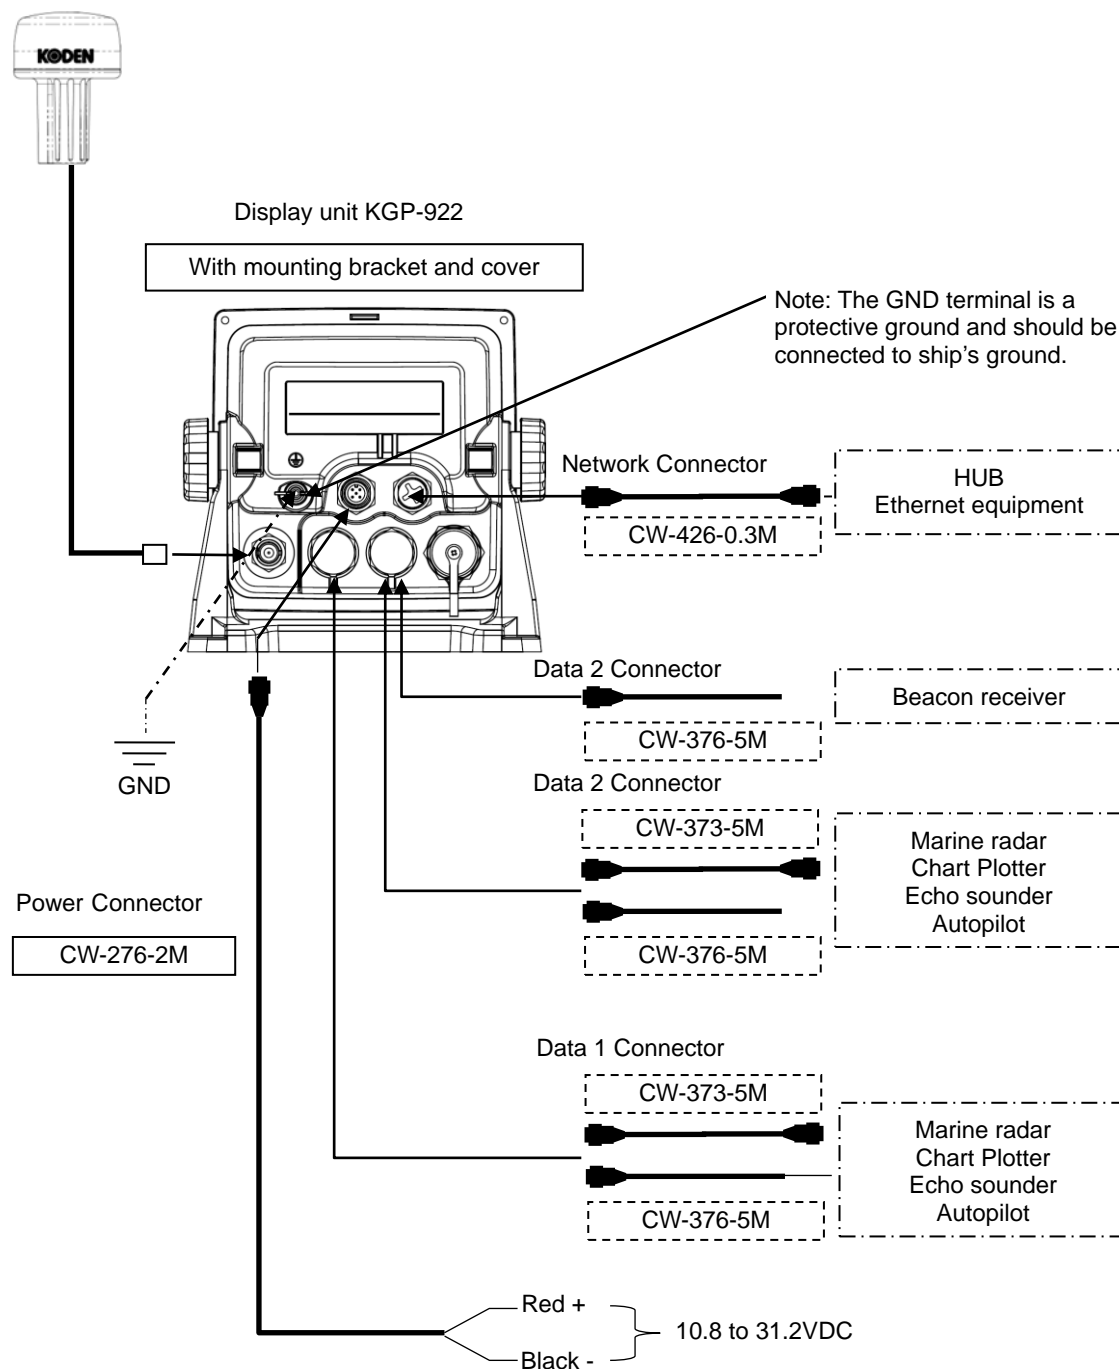 KODEN
Display unit KGP-922
With mounting bracket and cover
Note: The GND terminal is a
protective ground and should be
connected to ship's ground.
Network Connector
CW-426-0.3M
HUB
Ethernet equipment
Data 2 Connector
CW-376-5M
Beacon receiver
GND
Data 2 Connector
CW-373-5M
CW-376-5M
Marine radar
Chart Plotter
Echo sounder
Autopilot
Power Connector
CW-276-2M
Data 1 Connector
CW-373-5M
CW-376-5M
Marine radar
Chart Plotter
Echo sounder
Autopilot
Red +
Black -
10.8 to 31.2VDC